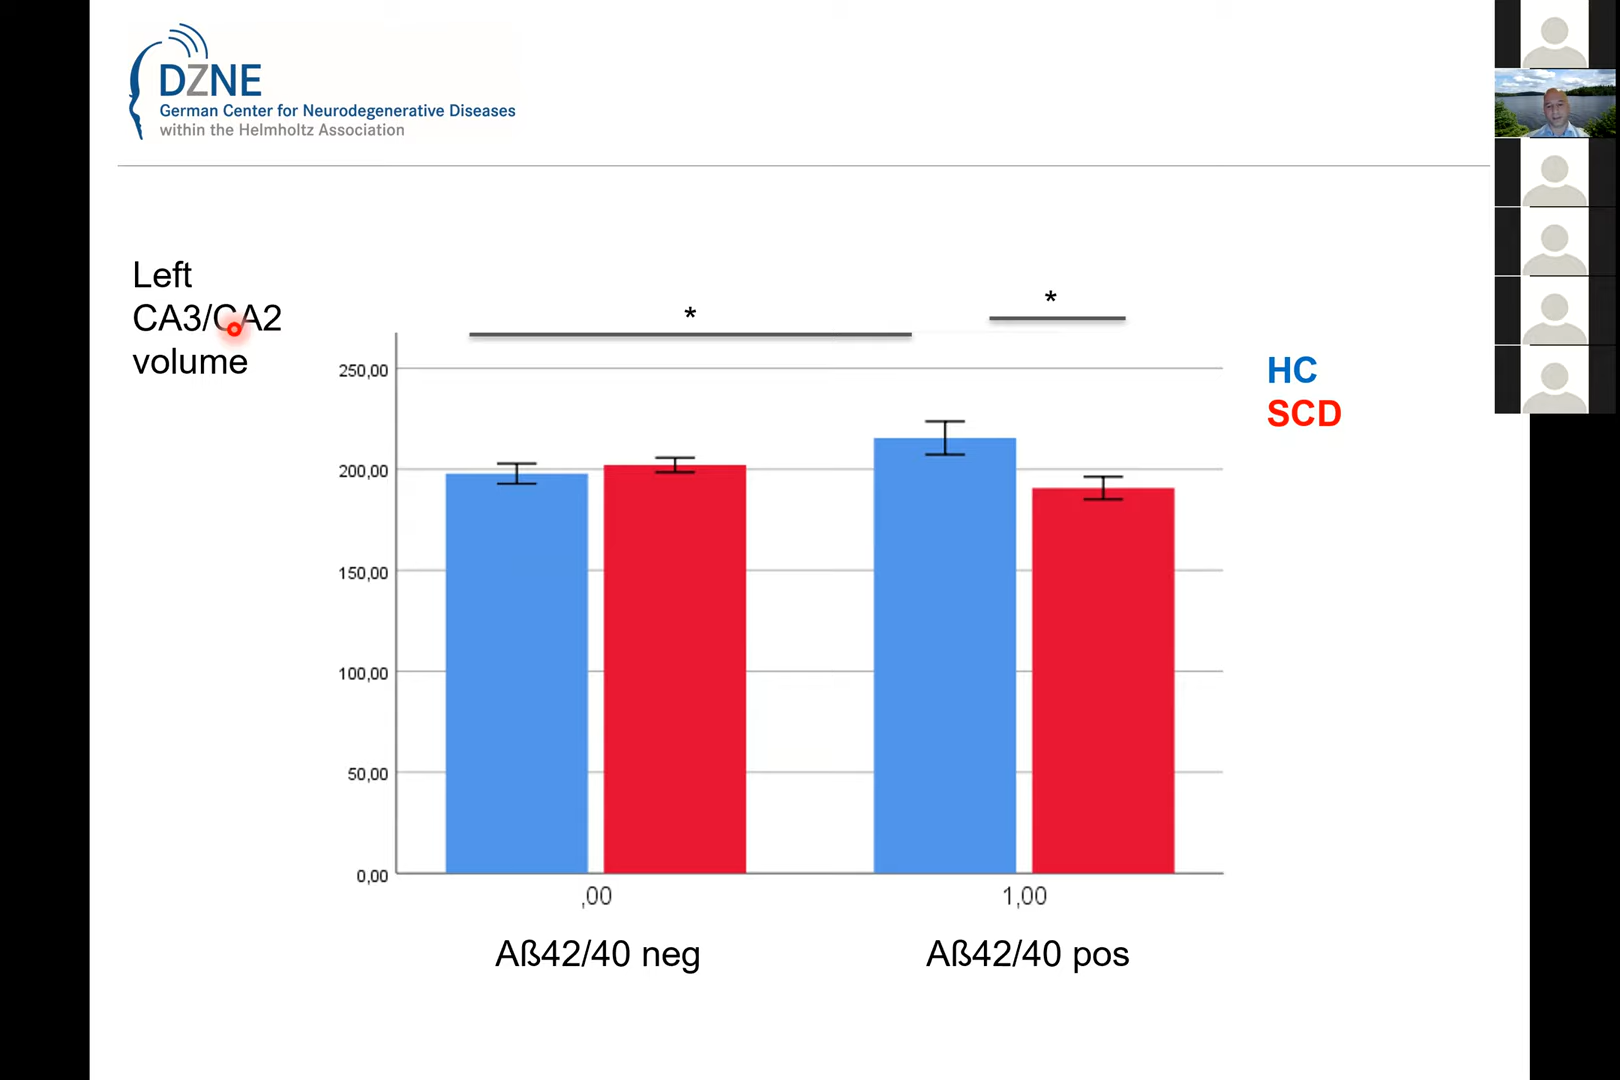 DZNE
German Center for Neurodegenerative Diseases
within the Helmholtz Association
Left
CA3/CA2
volume
*
*
HC
SCD
250,00
200,00
150,00
100,00
50,00
0,00
,00
1,00
Aß42/40 neg
Aß42/40 pos